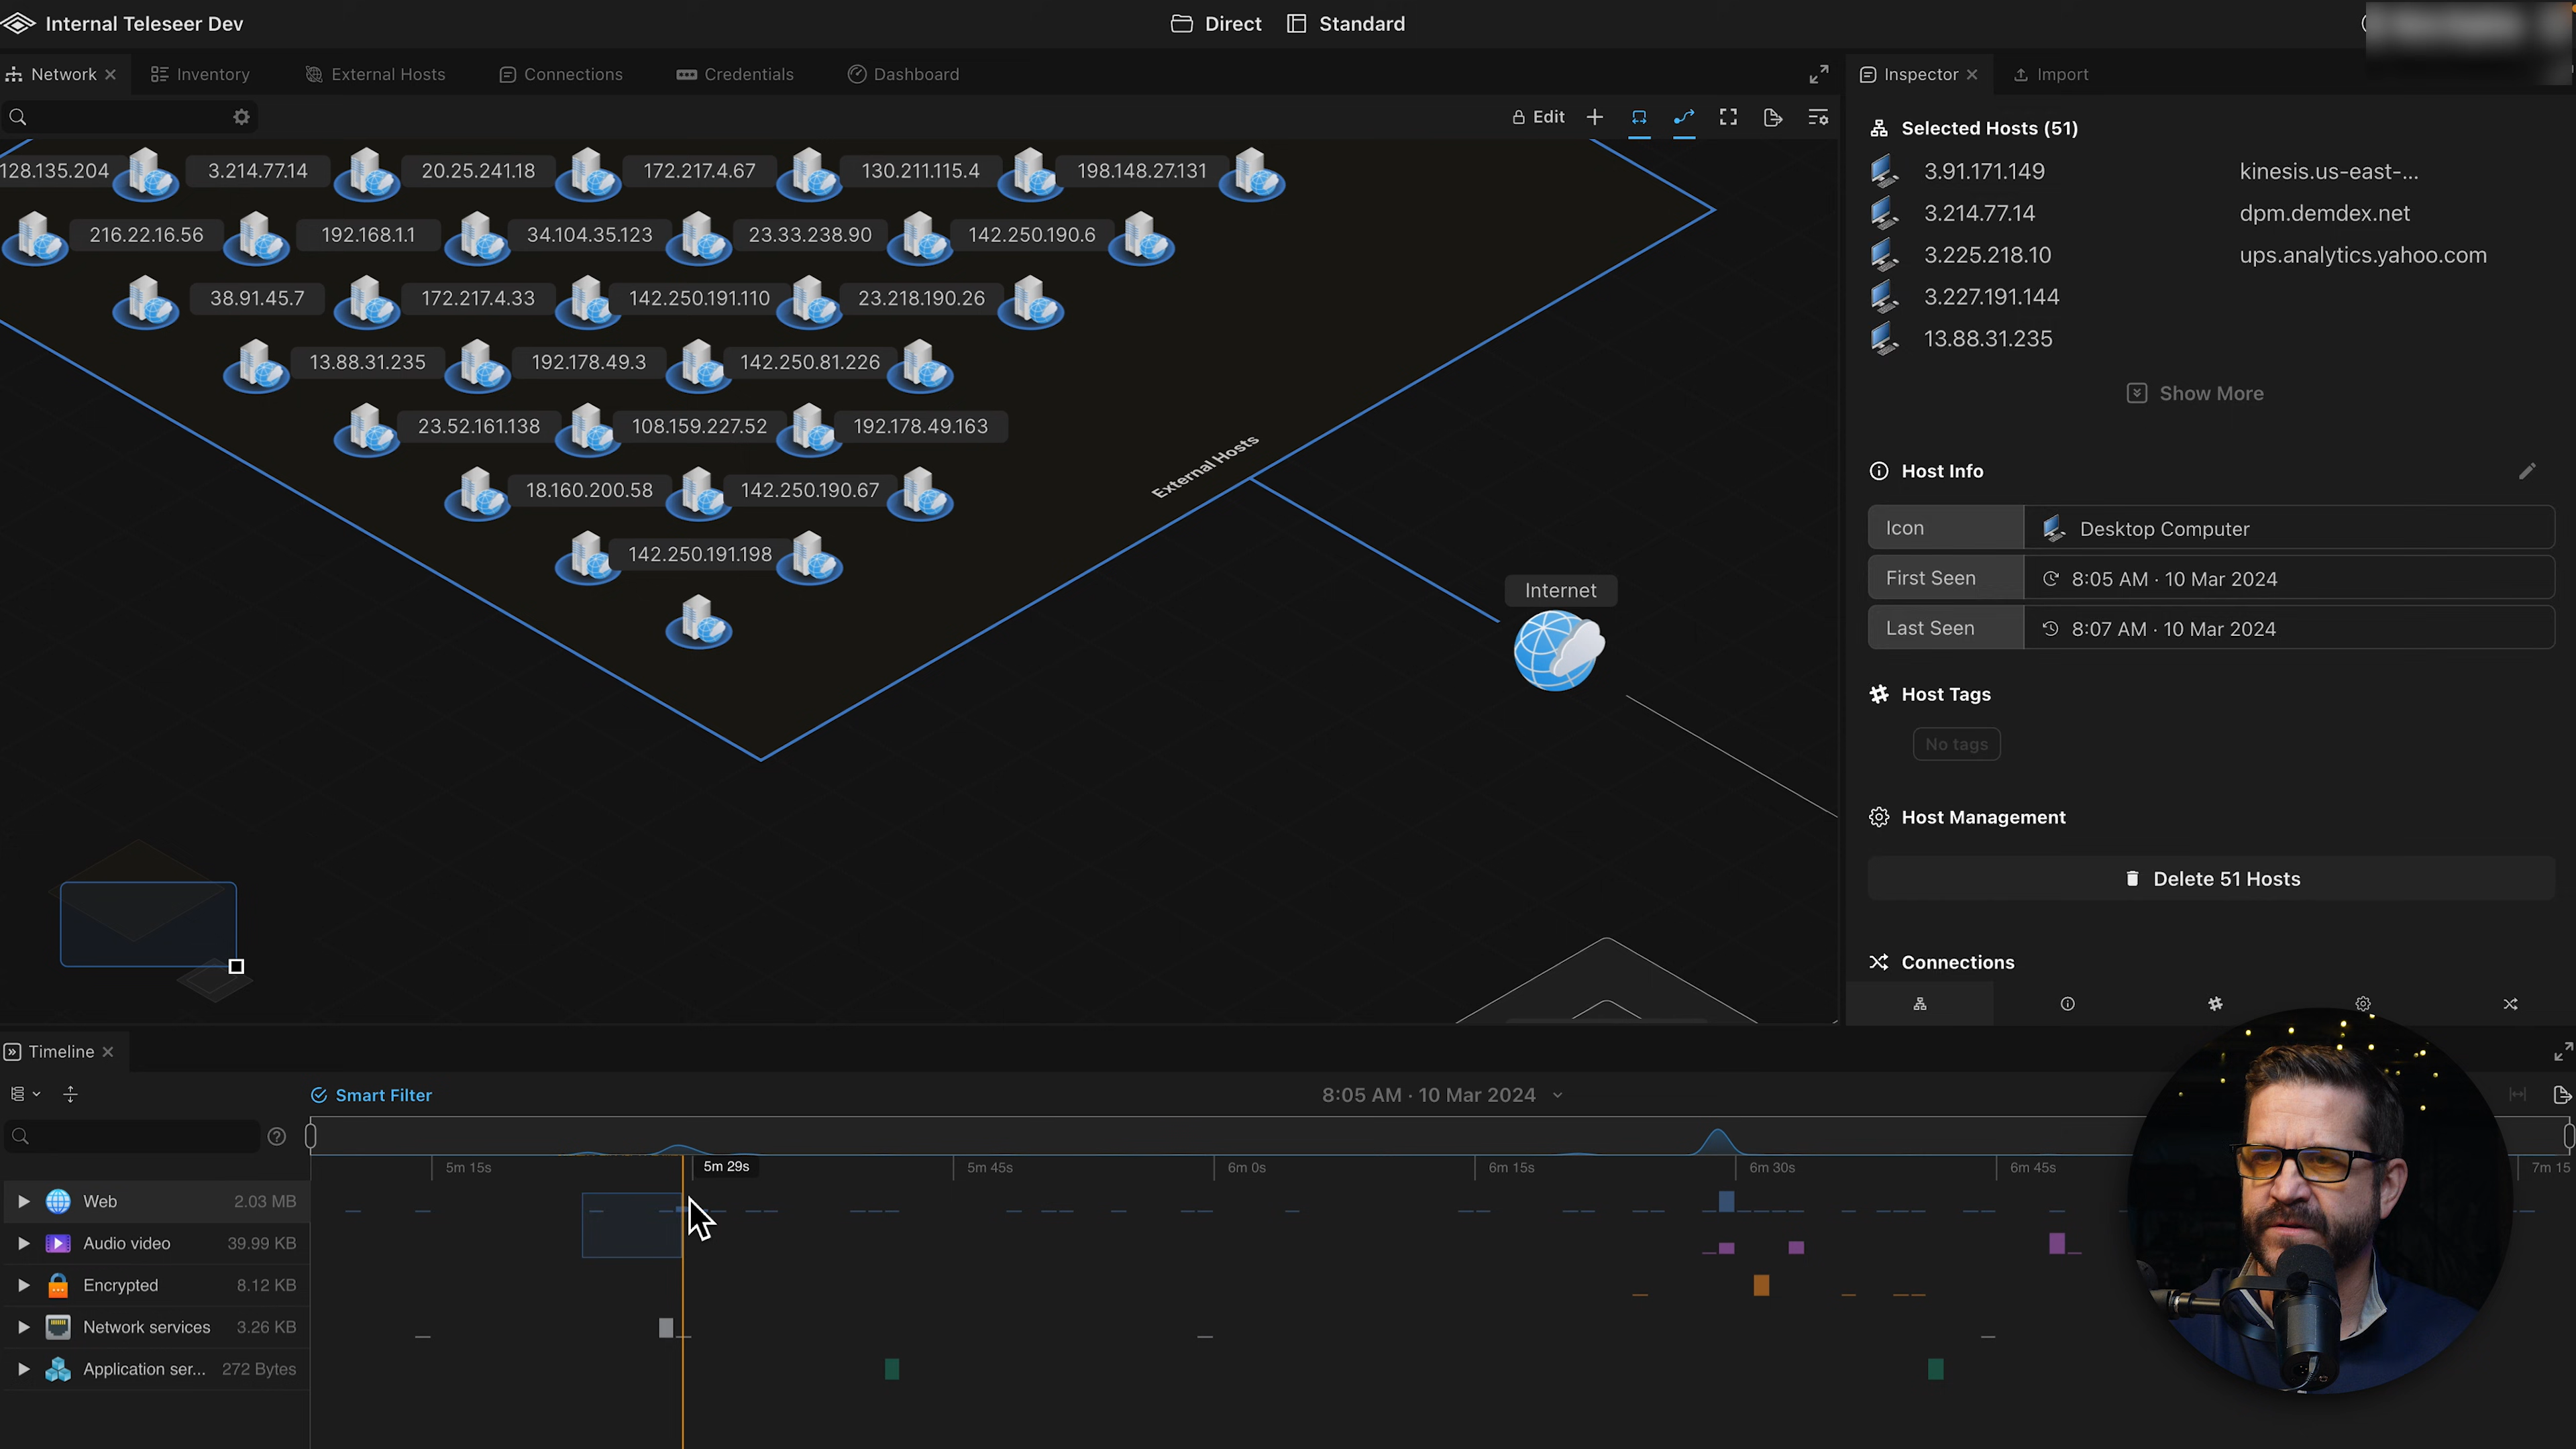 Internal Teleseer Dev
Direct
Standard
Network
Inventory
External Hosts
Connections
Credentials
Dashboard
Inspector
Import
Edit
128.135.204
3.214.77.14
20.25.241.18
172.217.4.67
130.211.115.4
198.148.27.131
216.22.16.56
192.168.1.1
34.104.35.123
23.33.238.90
142.250.190.6
38.91.45.7
172.217.4.33
142.250.191.110
23.218.190.26
13.88.31.235
192.178.49.3
142.250.81.226
23.52.161.138
108.159.227.52
192.178.49.163
18.160.200.58
142.250.190.67
142.250.191.198
External Hosts
Internet
Selected Hosts (51)
3.91.171.149 kinesis.us-east-...
3.214.77.14 dpm.demdex.net
3.225.218.10 ups.analytics.yahoo.com
3.227.191.144
13.88.31.235
Show More
Host Info
Icon Desktop Computer
First Seen 8:05 AM · 10 Mar 2024
Last Seen 8:07 AM · 10 Mar 2024
Host Tags
No tags
Host Management
Delete 51 Hosts
Connections
Timeline
Smart Filter
8:05 AM · 10 Mar 2024
5m 15s
5m 29s
5m 45s
6m 0s
6m 15s
6m 30s
6m 45s
7m 15
Web 2.03 MB
Audio video 39.99 KB
Encrypted 8.12 KB
Network services 3.26 KB
Application ser... 272 Bytes